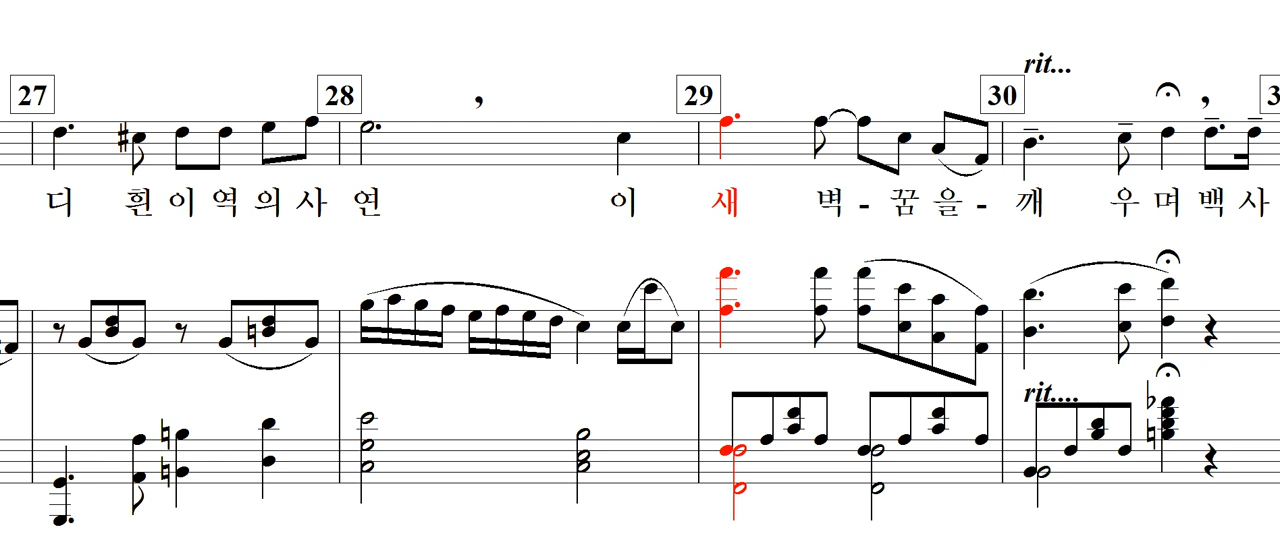 rit...
27 28 29 30 3
디 흰 이 역 의 사 연 이 새 벽 - 꿈 을 - 깨 우 며 백 사
rit....